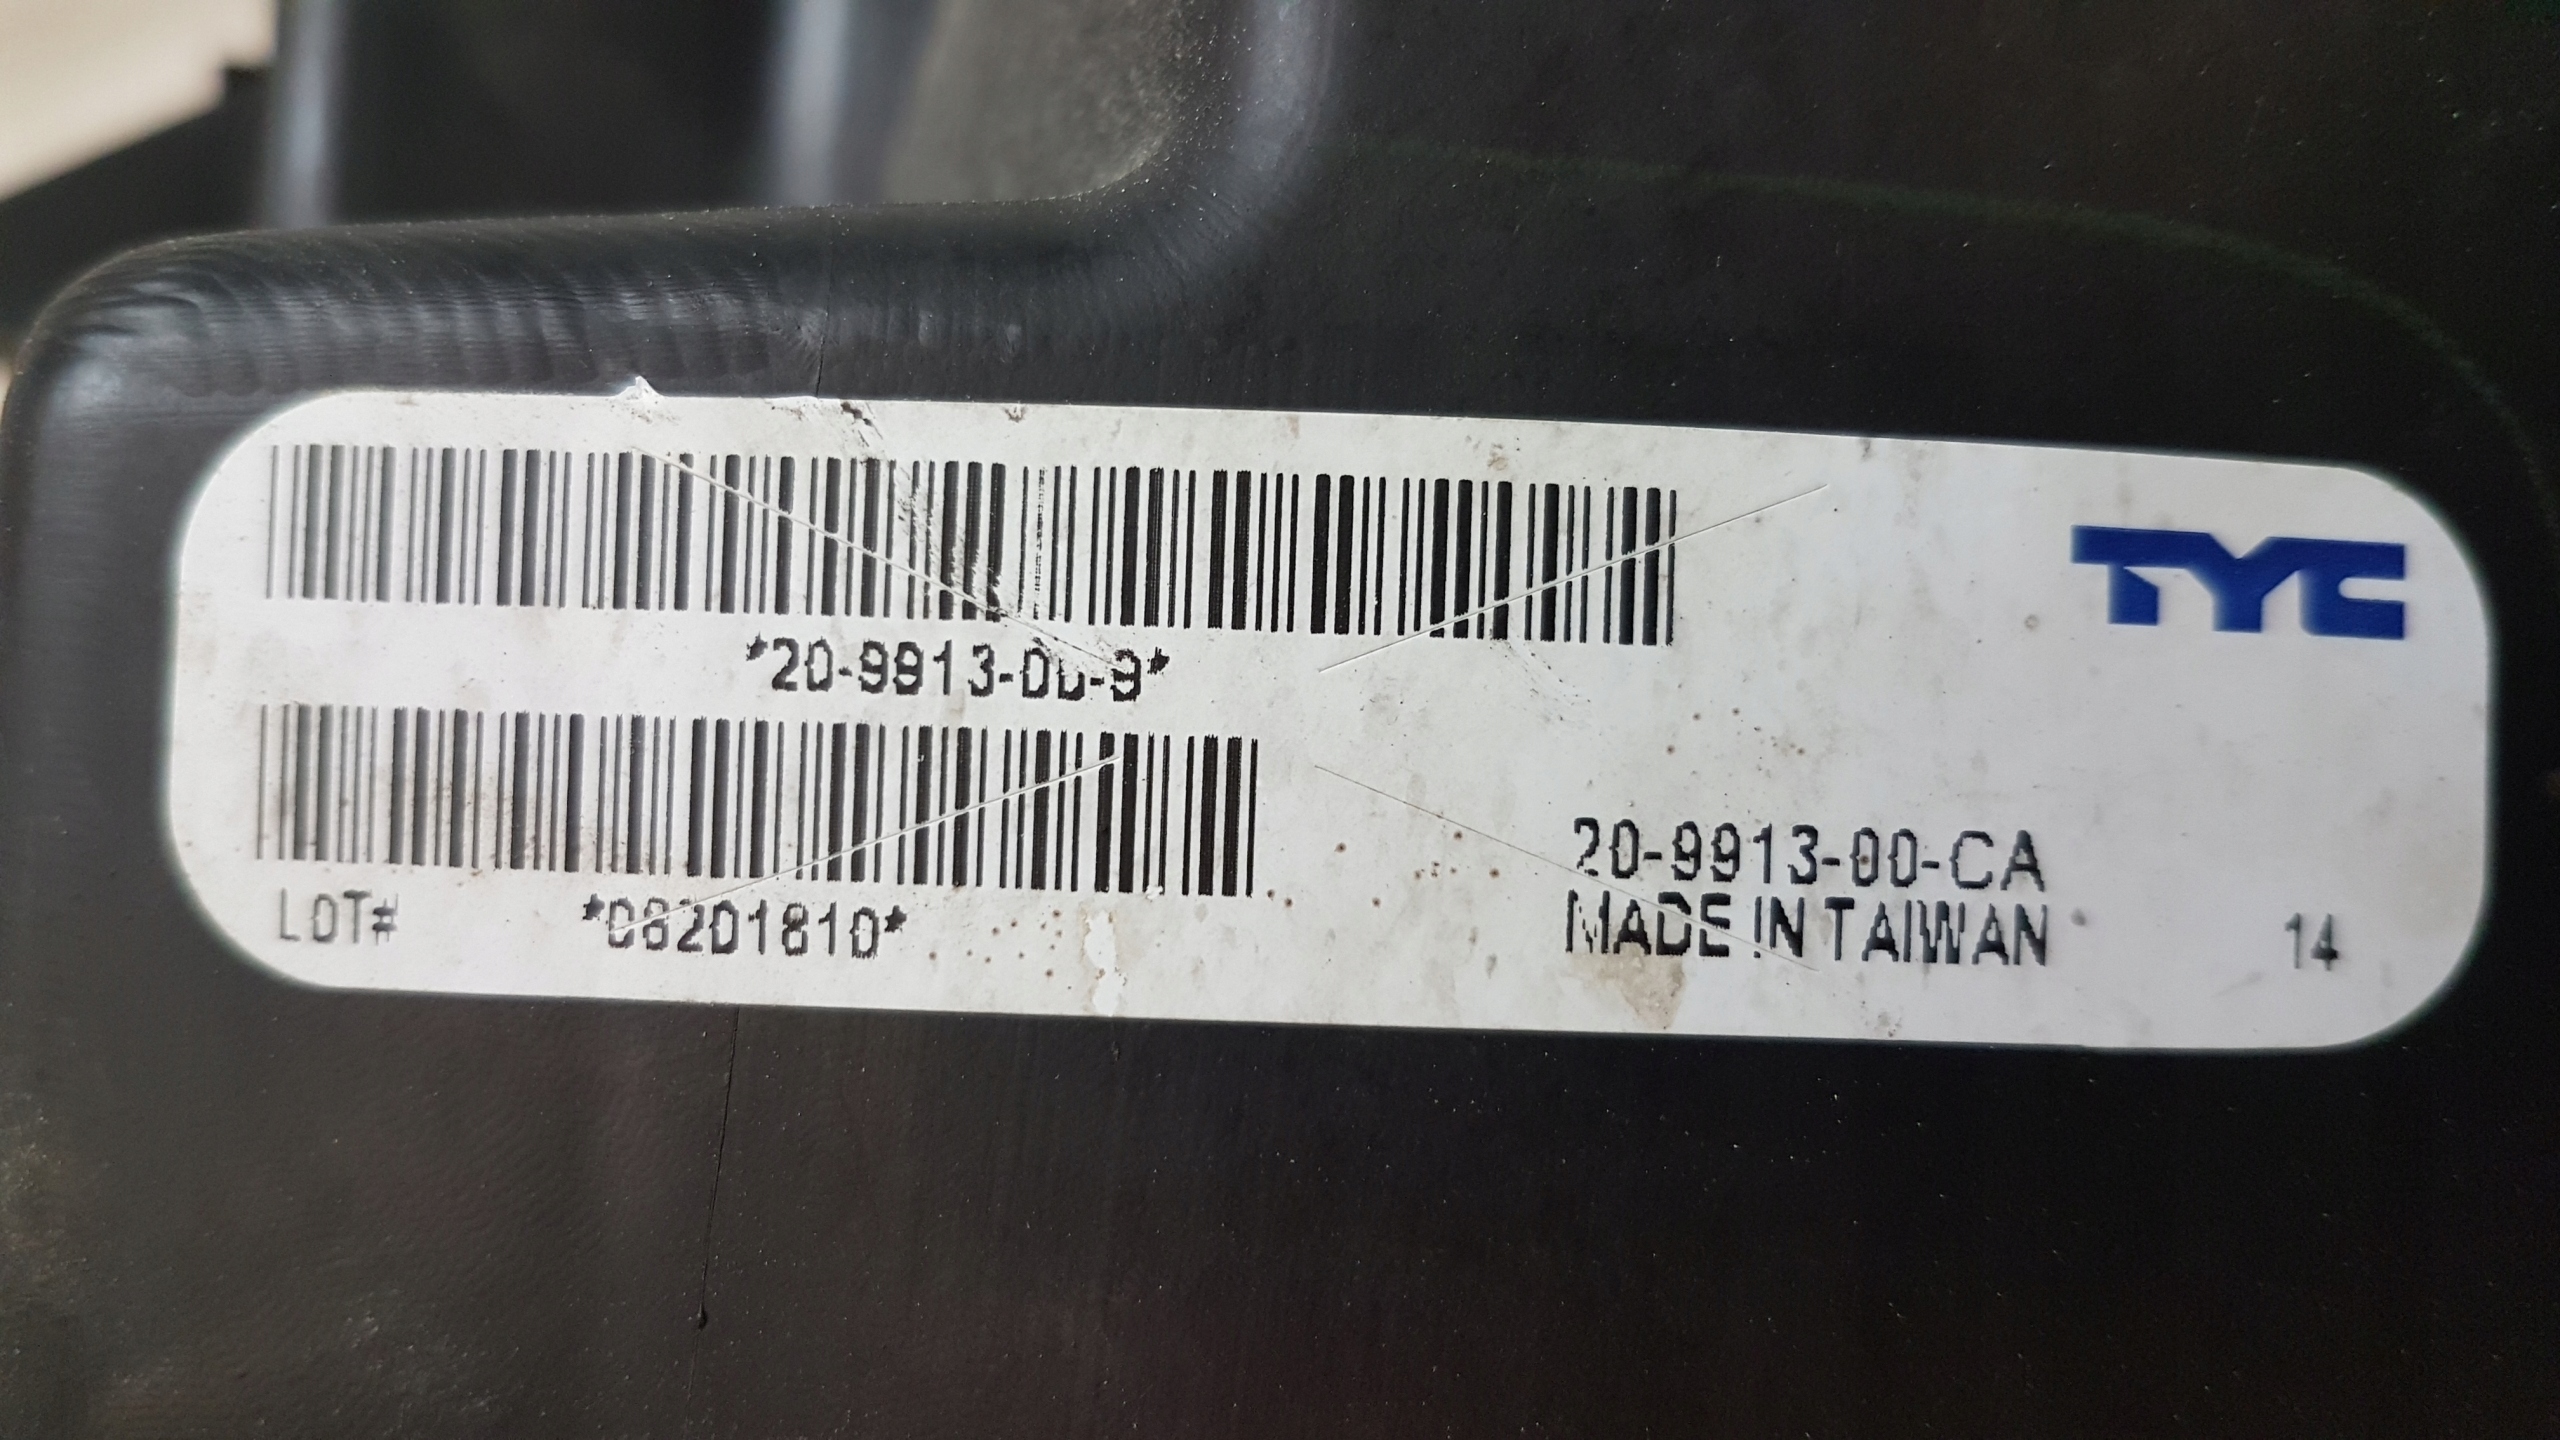 TYC
*20-9913-00-9*
LOT# *08201810*
20-9913-00-CA
MADE IN TAIWAN
14